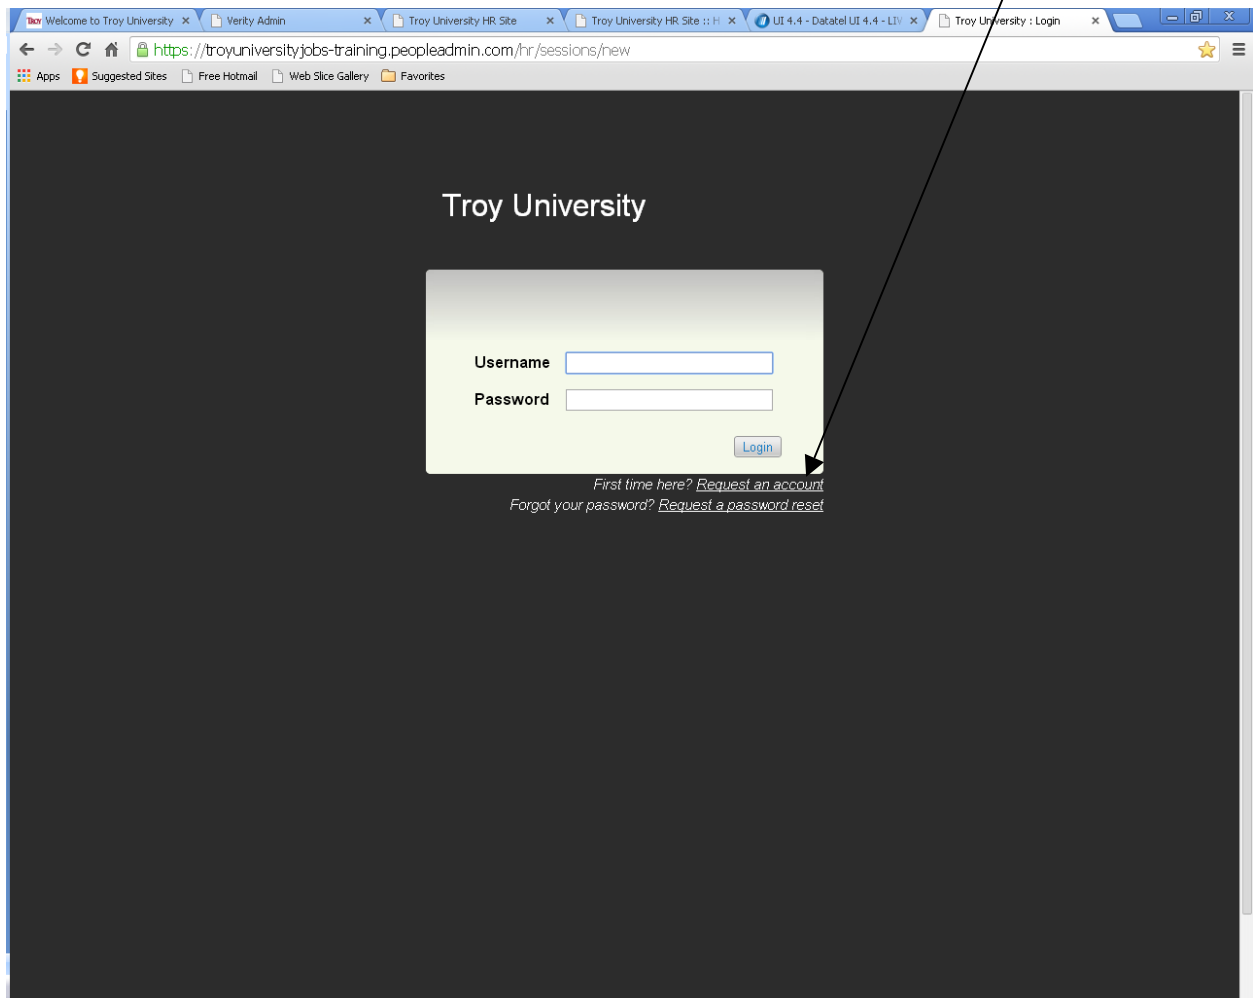 TROY Welcome to Troy University
Verity Admin
Troy University HR Site
Troy University HR Site :: H
UI 4.4 - Datatel UI 4.4 - LIV
Troy University : Login
https://troyuniversityjobs-training.peopleadmin.com/hr/sessions/new
Apps Suggested Sites Free Hotmail Web Slice Gallery Favorites
Troy University
Username
Password
Login
First time here? Request an account
Forgot your password? Request a password reset